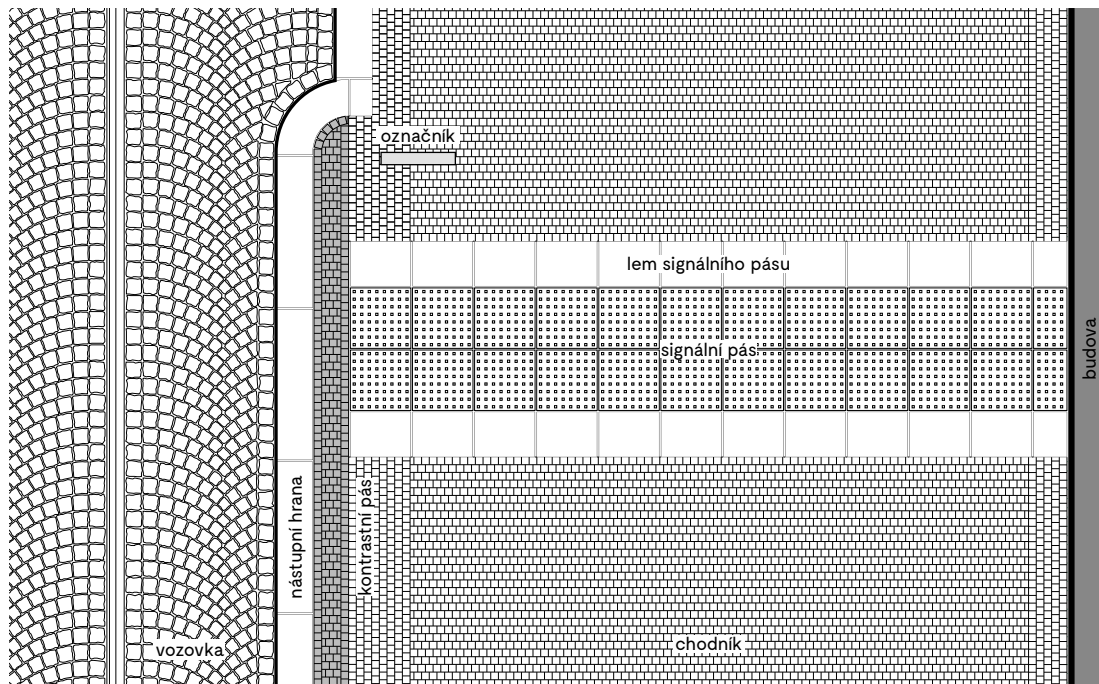 označník
lem signálního pásu
signální pás
budova
nástupní hrana
kontrastní pás
vozovka
chodník